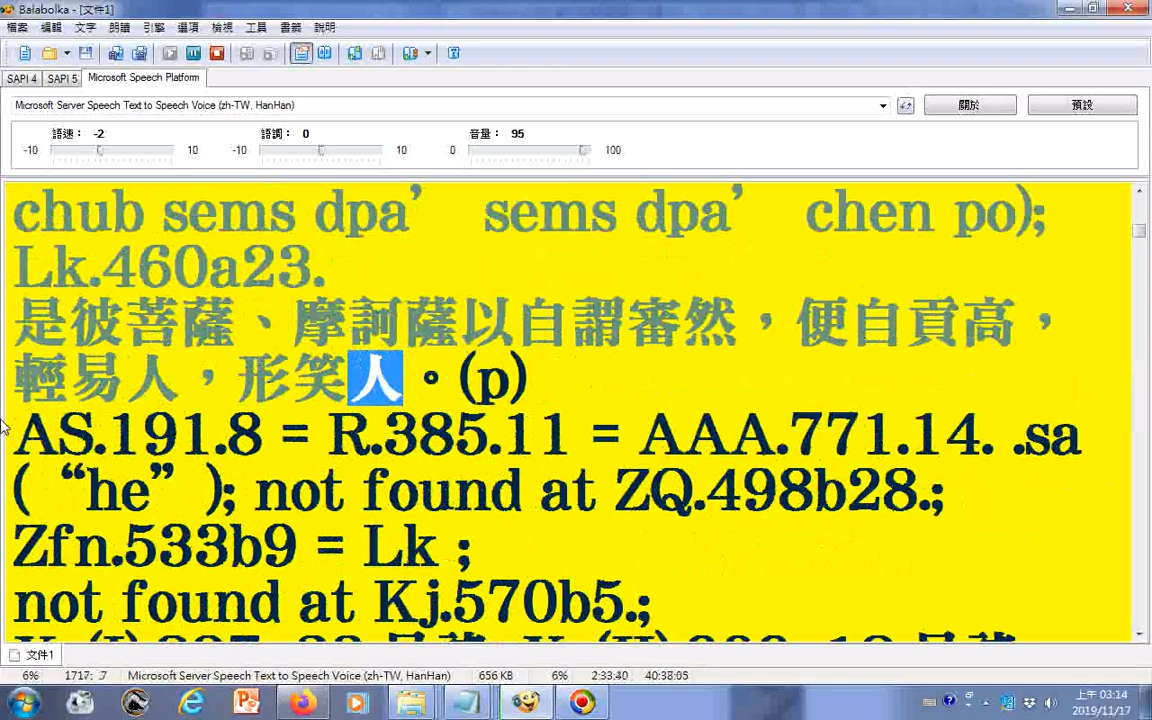 Balabolka - [文件1]
檔案 編輯 文字 朗讀 引擎 選項 檢視 工具 書籤 說明
SAPI 4 SAPI 5 Microsoft Speech Platform
Microsoft Server Speech Text to Speech Voice (zh-TW, HanHan) 關於 預設
語速： -2 語調： 0 音量： 95
-10 10 -10 10 0 100
chub sems dpa’ sems dpa’ chen po);
Lk.460a23.
是彼菩薩、摩訶薩以自謂審然，便自貢高，
輕易人，形笑人。(p)
AS.191.8 = R.385.11 = AAA.771.14. .sa
(“he”); not found at ZQ.498b28.;
Zfn.533b9 = Lk ;
not found at Kj.570b5.;
文件1
6% 1717: 7 Microsoft Server Speech Text to Speech Voice (zh-TW, HanHan) 656 KB 6% 2:33:40 40:38:05
上午 03:14
2019/11/17